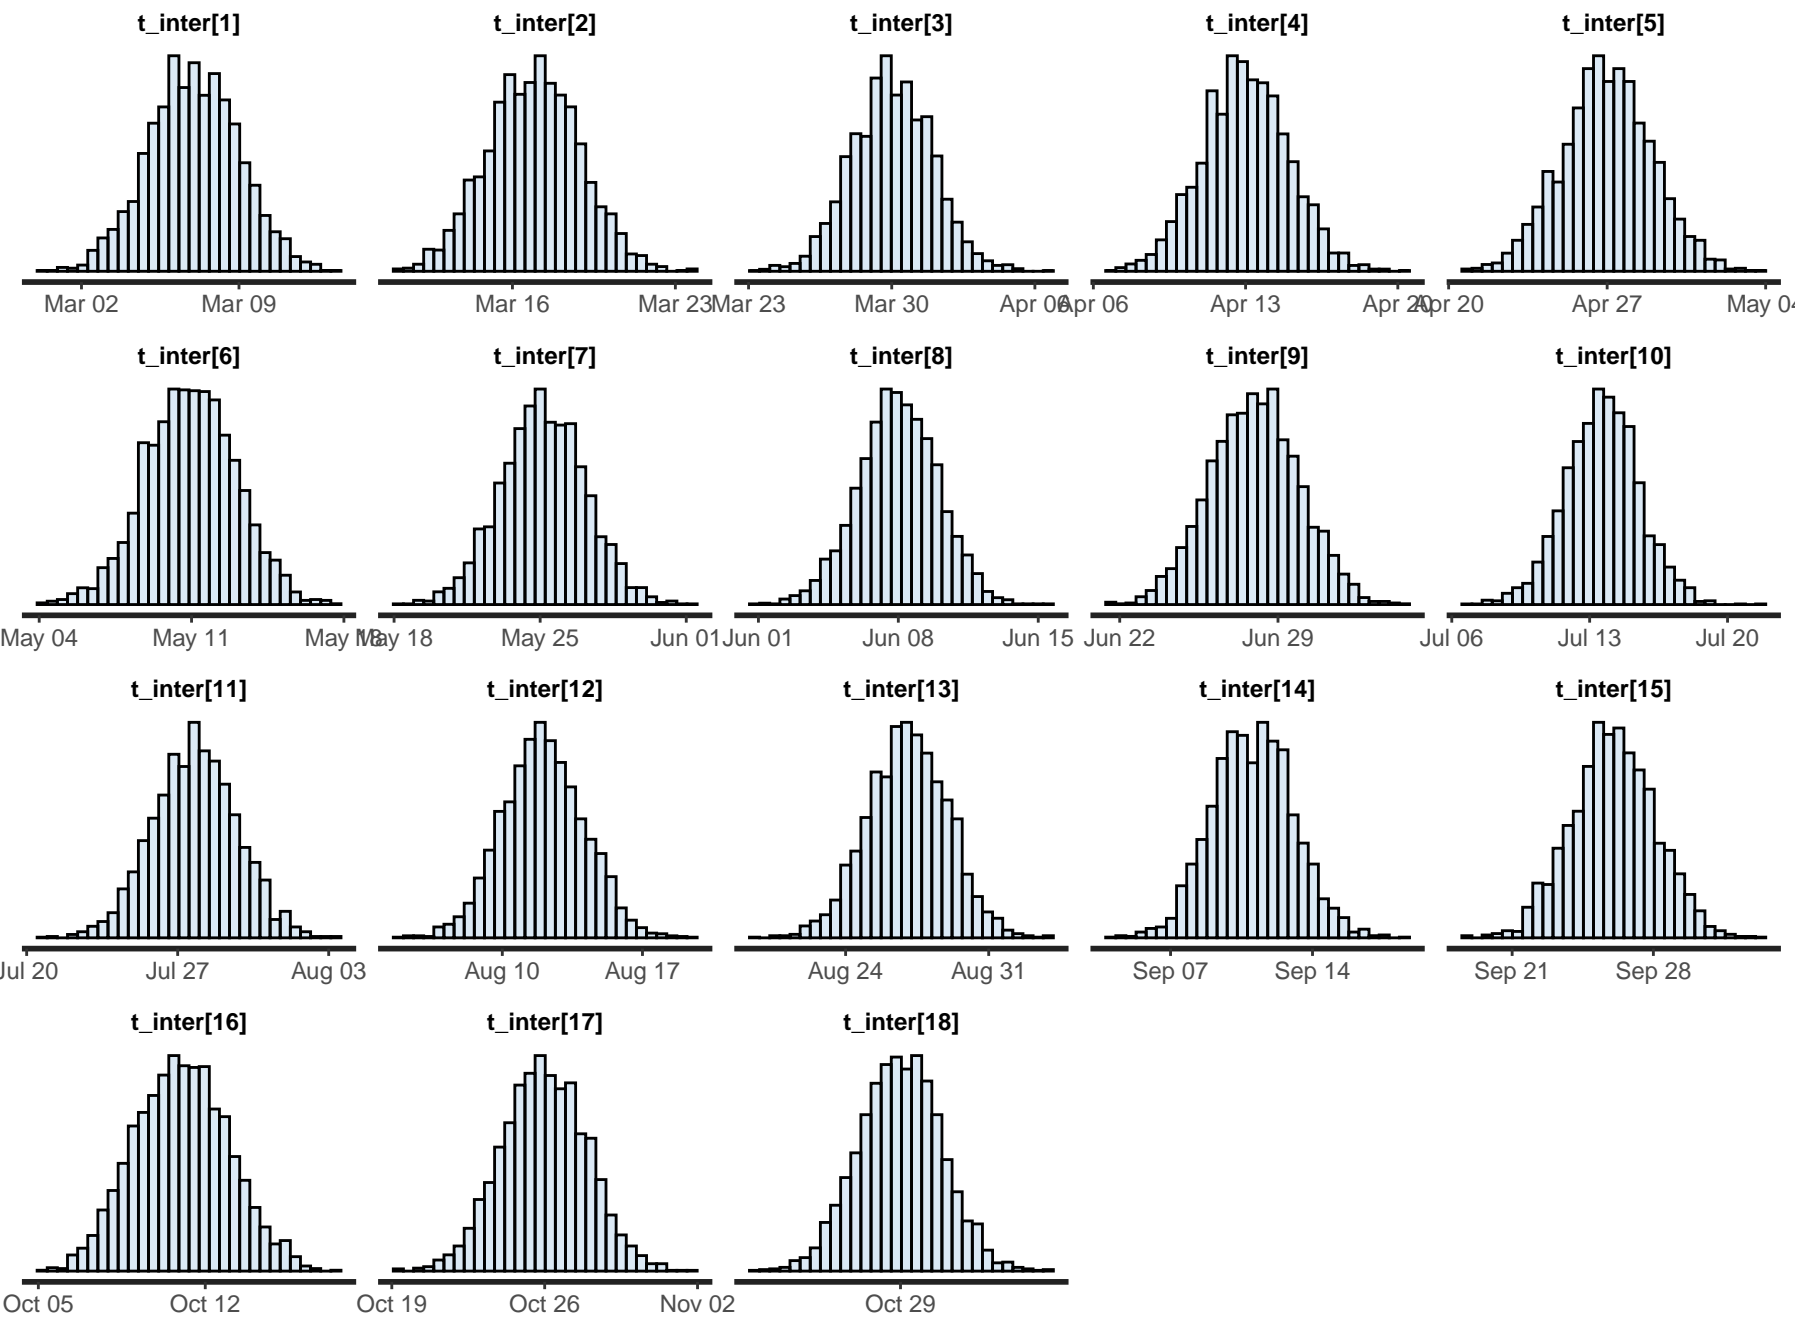 t_inter[1] t_inter[2] t_inter[3] t_inter[4] t_inter[5]
Mar 02 Mar 09 Mar 16 Mar 23 Mar 23 Mar 30 Apr 06 Apr 06 Apr 13 Apr 20 Apr 20 Apr 27 May 04
t_inter[6] t_inter[7] t_inter[8] t_inter[9] t_inter[10]
May 04 May 11 May 18 May 18 May 25 Jun 01 Jun 01 Jun 08 Jun 15 Jun 22 Jun 29 Jul 06 Jul 13 Jul 20
t_inter[11] t_inter[12] t_inter[13] t_inter[14] t_inter[15]
Jul 20 Jul 27 Aug 03 Aug 10 Aug 17 Aug 24 Aug 31 Sep 07 Sep 14 Sep 21 Sep 28
t_inter[16] t_inter[17] t_inter[18]
Oct 05 Oct 12 Oct 19 Oct 26 Nov 02 Oct 29